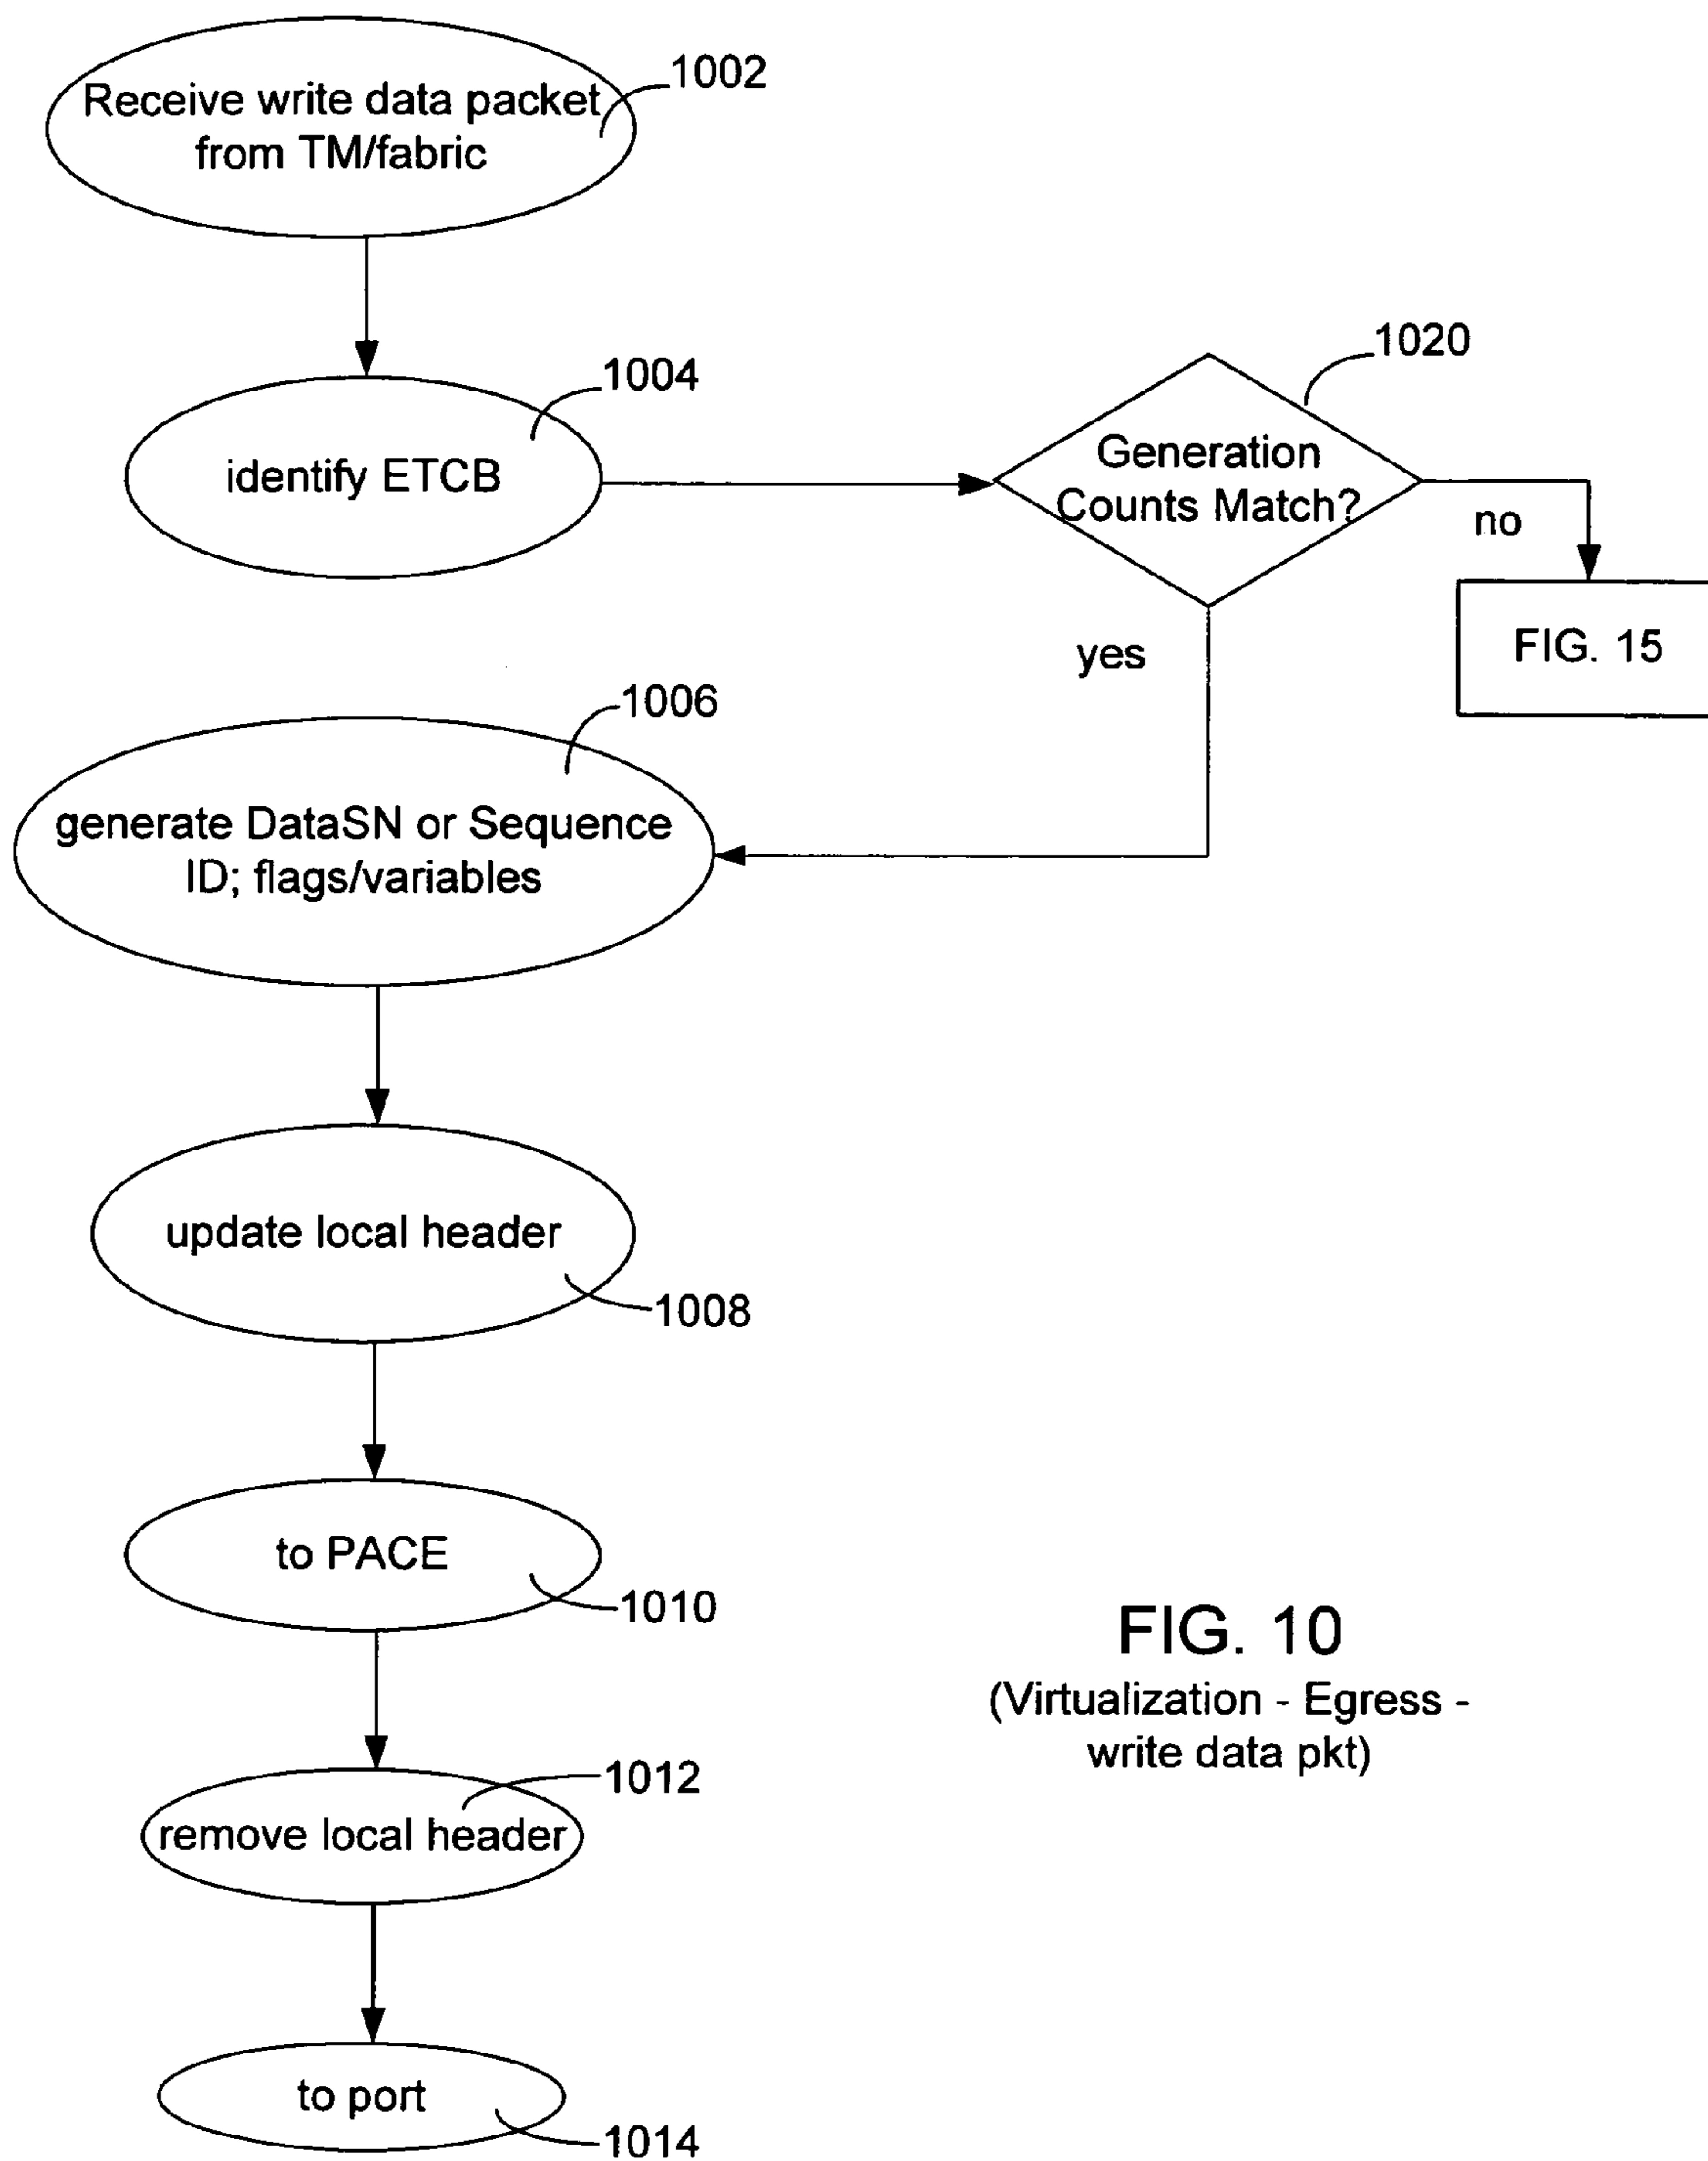 1002
Receive write data packet
from TM/fabric
1004
identify ETCB
1020
Generation
Counts Match?
no
FIG. 15
yes
1006
generate DataSN or Sequence
ID; flags/variables
update local header
1008
to PACE
1010
1012
remove local header
to port
1014
FIG. 10
(Virtualization - Egress -
write data pkt)